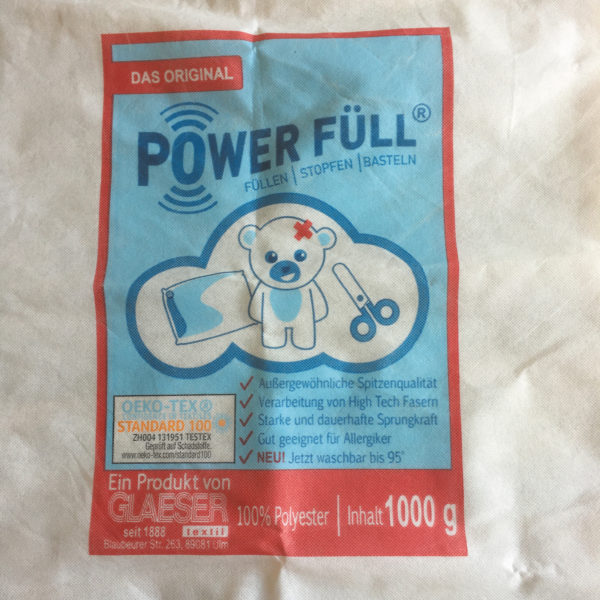 DAS ORIGINAL
POWER FÜLL®
FÜLLEN | STOPFEN | BASTELN
✓ Außergewöhnliche Spitzenqualität
✓ Verarbeitung von High Tech Fasern
✓ Starke und dauerhafte Sprungkraft
✓ Gut geeignet für Allergiker
✓ NEU! Jetzt waschbar bis 95°
OEKO-TEX®
STANDARD 100
ZH004 131951 TESTEX
Geprüft auf Schadstoffe.
www.oeko-tex.com/standard100
Ein Produkt von
GLAESER
seit 1888 textil
Blaubeurer Str. 263, 89081 Ulm
100% Polyester | Inhalt 1000 g